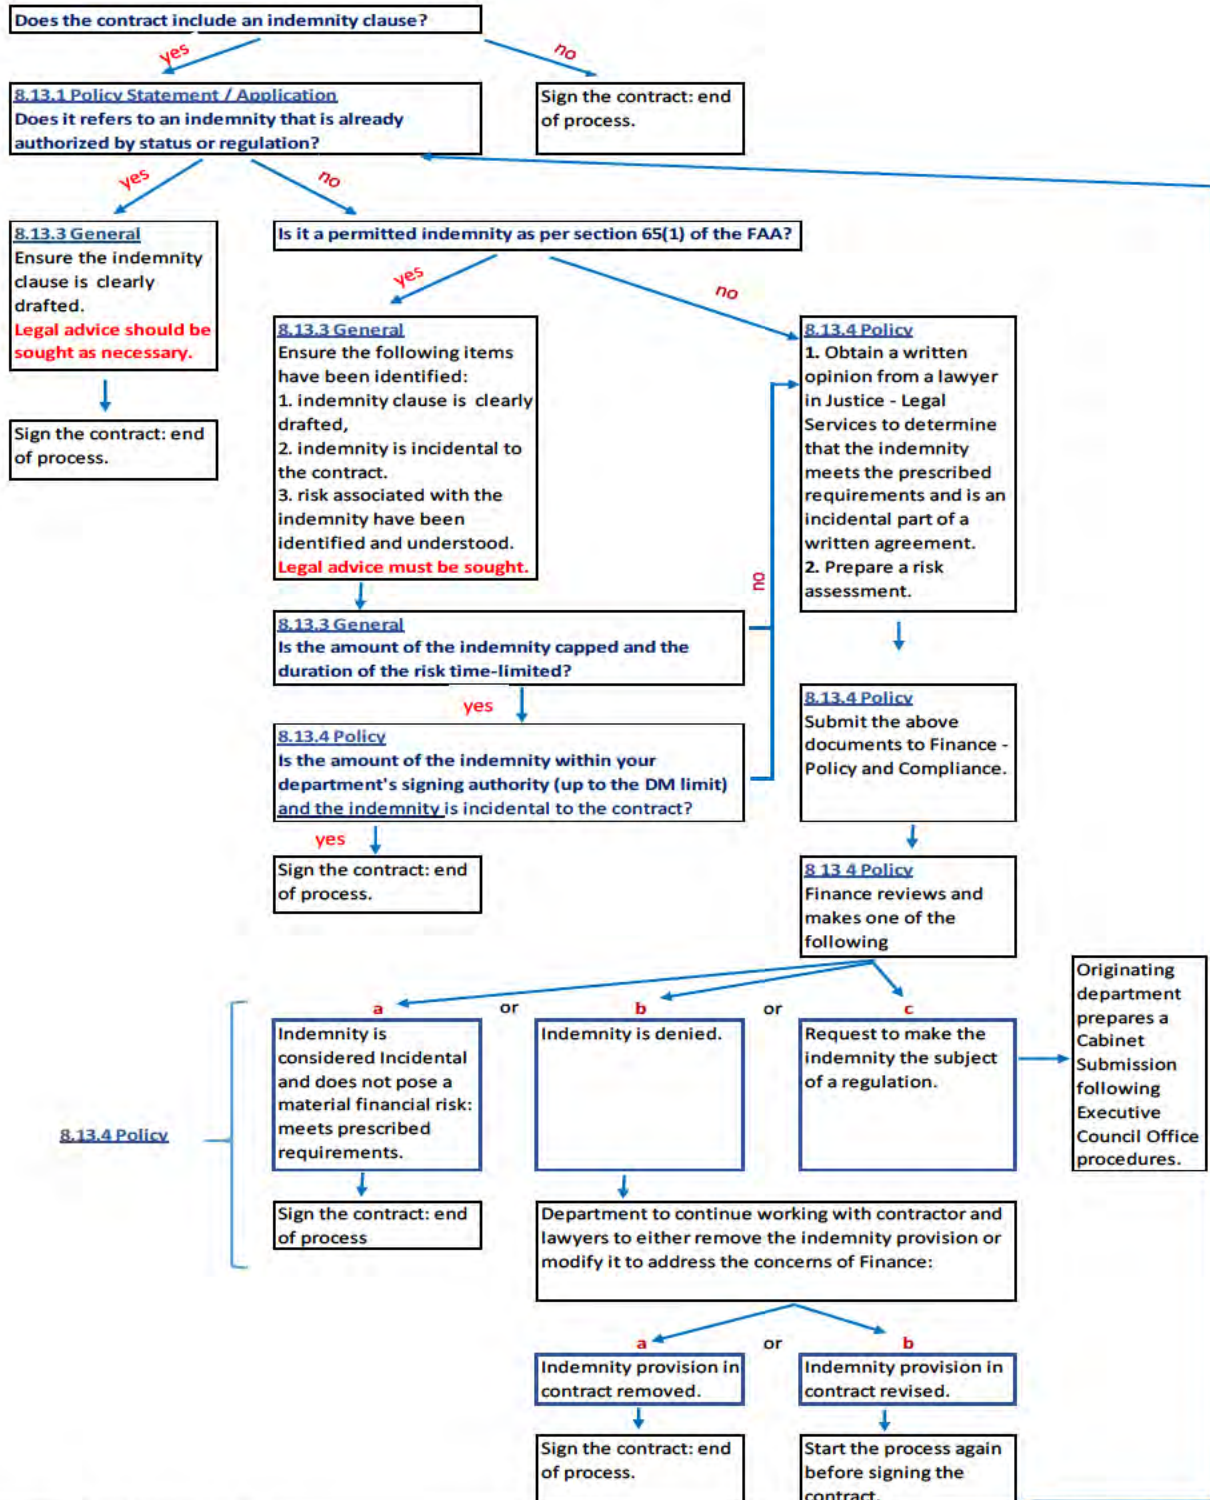 Does the contract include an indemnity clause?
yes
no
8.13.1 Policy Statement / Application
Does it refers to an indemnity that is already
authorized by status or regulation?
Sign the contract: end
of process.
yes
no
8.13.3 General
Ensure the indemnity
clause is clearly
drafted.
Legal advice should be
sought as necessary.
Is it a permitted indemnity as per section 65(1) of the FAA?
yes
no
Sign the contract: end
of process.
8.13.3 General
Ensure the following items
have been identified:
1. indemnity clause is clearly
drafted,
2. indemnity is incidental to
the contract.
3. risk associated with the
indemnity have been
identified and understood.
Legal advice must be sought.
8.13.4 Policy
1. Obtain a written
opinion from a lawyer
in Justice - Legal
Services to determine
that the indemnity
meets the prescribed
requirements and is an
incidental part of a
written agreement.
2. Prepare a risk
assessment.
no
8.13.3 General
Is the amount of the indemnity capped and the
duration of the risk time-limited?
yes
8.13.4 Policy
Is the amount of the indemnity within your
department's signing authority (up to the DM limit)
and the indemnity is incidental to the contract?
8.13.4 Policy
Submit the above
documents to Finance -
Policy and Compliance.
yes
Sign the contract: end
of process.
8 13 4 Policy
Finance reviews and
makes one of the
following
a
or
b
or
c
8.13.4 Policy
Indemnity is
considered Incidental
and does not pose a
material financial risk:
meets prescribed
requirements.
Indemnity is denied.
Request to make the
indemnity the subject
of a regulation.
Originating
department
prepares a
Cabinet
Submission
following
Executive
Council Office
procedures.
Sign the contract: end
of process
Department to continue working with contractor and
lawyers to either remove the indemnity provision or
modify it to address the concerns of Finance:
a
or
b
Indemnity provision in
contract removed.
Indemnity provision in
contract revised.
Sign the contract: end
of process.
Start the process again
before signing the
contract.